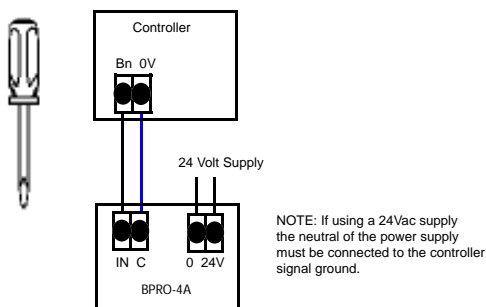 Controller
Bn 0V
24 Volt Supply
IN C 0 24V
BPRO-4A
NOTE: If using a 24Vac supply
the neutral of the power supply
must be connected to the controller
signal ground.